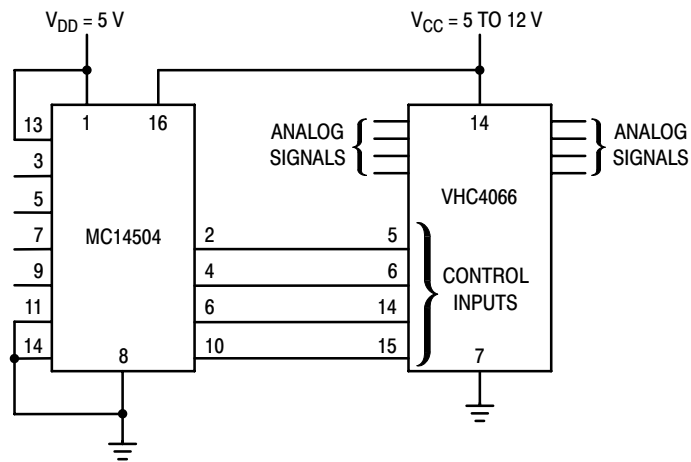 V_DD = 5 V
V_CC = 5 TO 12 V
13
1
16
3
5
7
9
11
14
MC14504
8
2
4
6
10
ANALOG
SIGNALS
14
VHC4066
ANALOG
SIGNALS
5
6
14
15
CONTROL
INPUTS
7